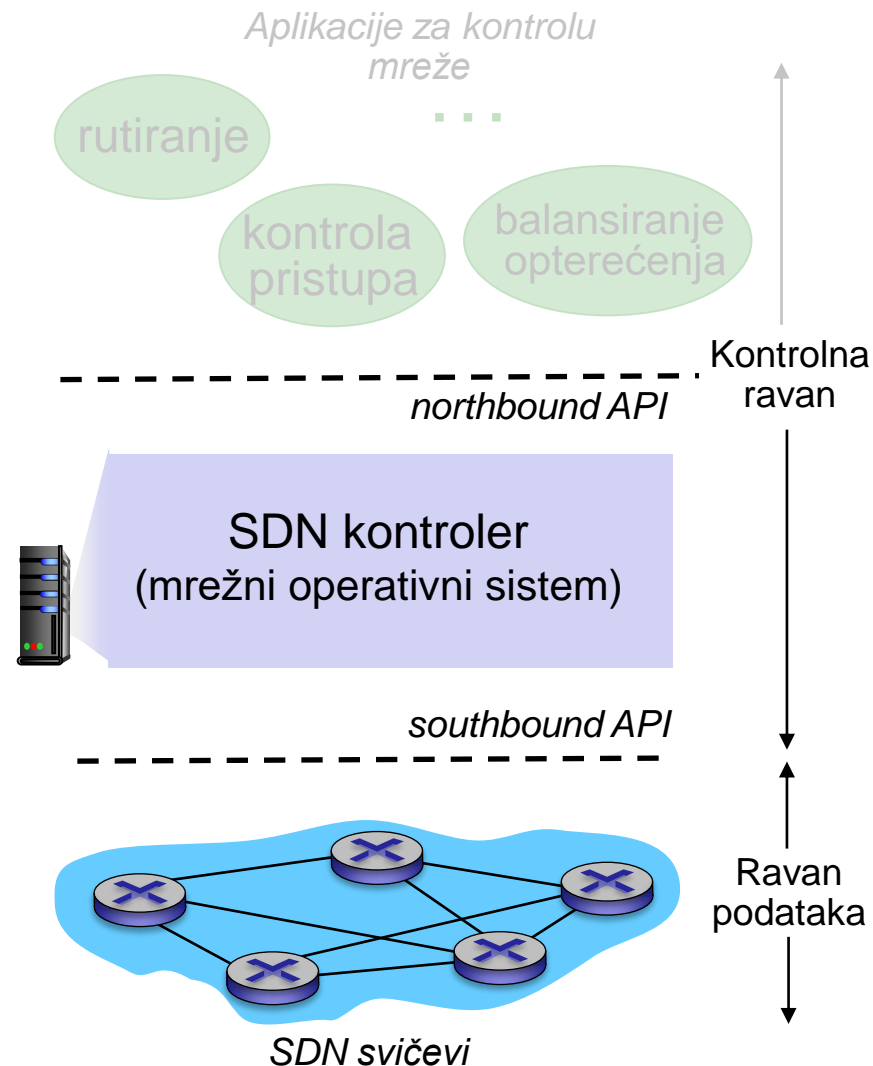 Aplikacije za kontrolu
mreže
rutiranje
...
kontrola
pristupa
balansiranje
opterećenja
Kontrolna
ravan
northbound API
SDN kontroler
(mrežni operativni sistem)
southbound API
Ravan
podataka
SDN svičevi